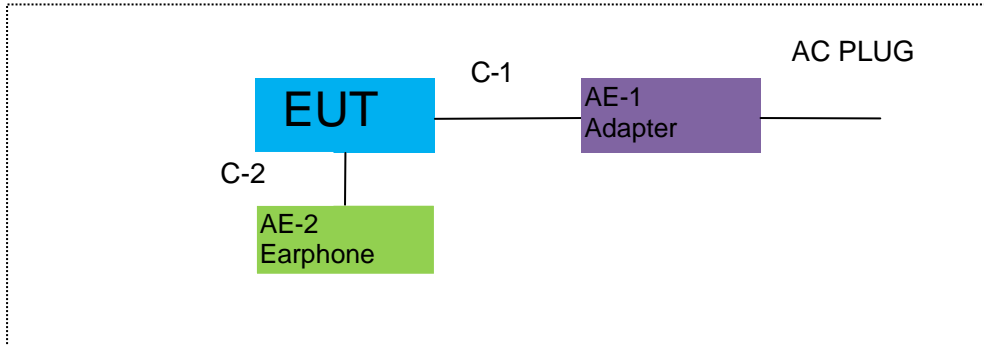 AC PLUG
C-1
EUT
AE-1
Adapter
C-2
AE-2
Earphone